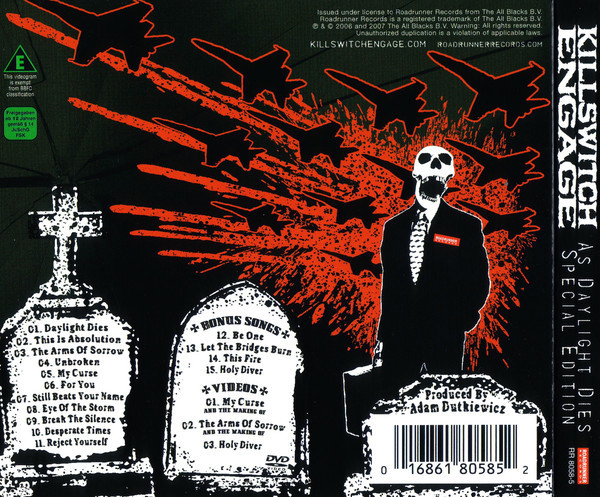 Issued under license to Roadrunner Records from The All Blacks B.V.
Roadrunner Records is a registered trademark of The All Blacks B.V.
℗ & © 2006 and 2007 The All Blacks B.V. Warning: All rights reserved.
Unauthorized duplication is a violation of applicable laws.
KILLSWITCHENGAGE.COM ROADRUNNERRECORDS.COM
E
This videogram
is exempt
from BBFC
classification
Freigegeben
ab 12 Jahren
gemäß § 14
JuSchG
FSK
ROADRUNNER
RECORDS
01. Daylight Dies
02. This Is Absolution
03. The Arms Of Sorrow
04. Unbroken
05. My Curse
06. For You
07. Still Beats Your Name
08. Eye Of The Storm
09. Break The Silence
10. Desperate Times
11. Reject Yourself
BONUS SONGS
12. Be One
13. Let The Bridges Burn
14. This Fire
15. Holy Diver
VIDEOS
01. My Curse
AND THE MAKING OF
02. The Arms Of Sorrow
AND THE MAKING OF
03. Holy Diver
DVD
Produced By
Adam Dutkiewicz
0 16861 80585 2
KILLSWITCH
ENGAGE
AS DAYLIGHT DIES
SPECIAL EDITION
ROADRUNNER
RECORDS
RR 8058-5